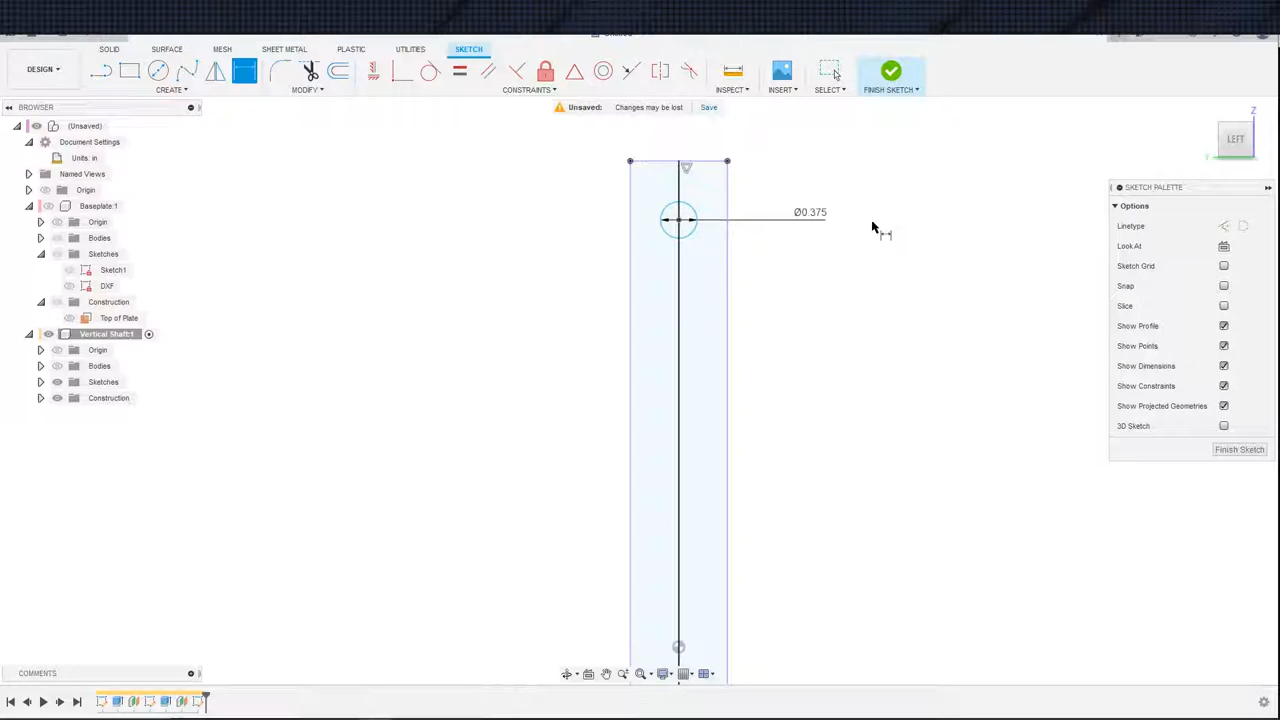 SOLID SURFACE MESH SHEET METAL PLASTIC UTILITIES SKETCH
DESIGN
CREATE MODIFY CONSTRAINTS INSPECT INSERT SELECT FINISH SKETCH
BROWSER
Unsaved: Changes may be lost Save
(Unsaved)
Document Settings
Units: in
Named Views
Origin
Baseplate:1
Origin
Bodies
Sketches
Sketch1
DXF
Construction
Top of Plate
Vertical Shaft:1
Origin
Bodies
Sketches
Construction
Ø0.375
Z
LEFT
Y
SKETCH PALETTE
Options
Linetype
Look At
Sketch Grid
Snap
Slice
Show Profile
Show Points
Show Dimensions
Show Constraints
Show Projected Geometries
3D Sketch
Finish Sketch
COMMENTS